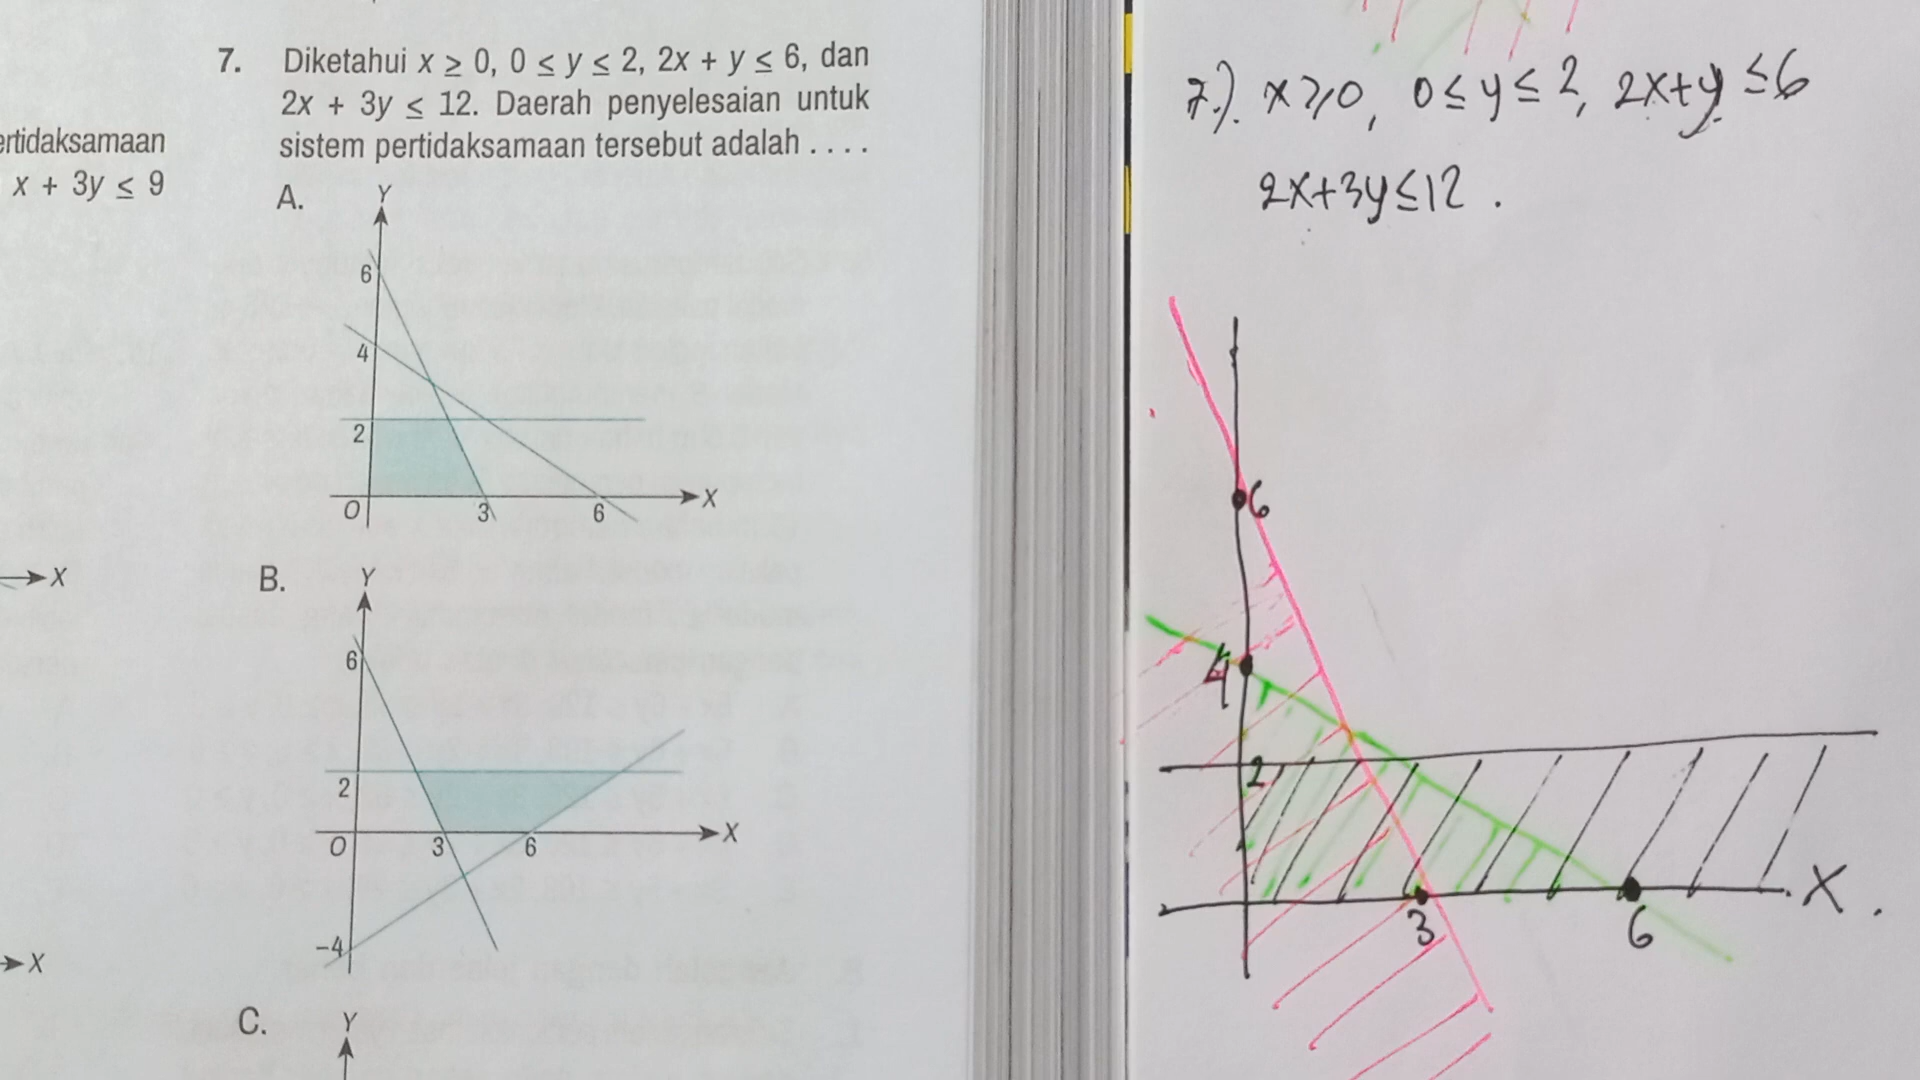 ertidaksamaan
x + 3y ≤ 9
X
X
7. Diketahui x ≥ 0, 0 ≤ y ≤ 2, 2x + y ≤ 6, dan
2x + 3y ≤ 12. Daerah penyelesaian untuk
sistem pertidaksamaan tersebut adalah . . . .
A.
Y
6
4
2
O
3
6
X
B.
Y
6
2
O
3
6
X
–4
C.
Y
7.). x ≥ 0, 0 ≤ y ≤ 2, 2x+y ≤ 6
2x+3y ≤ 12 .
6
4
2
3
6
X